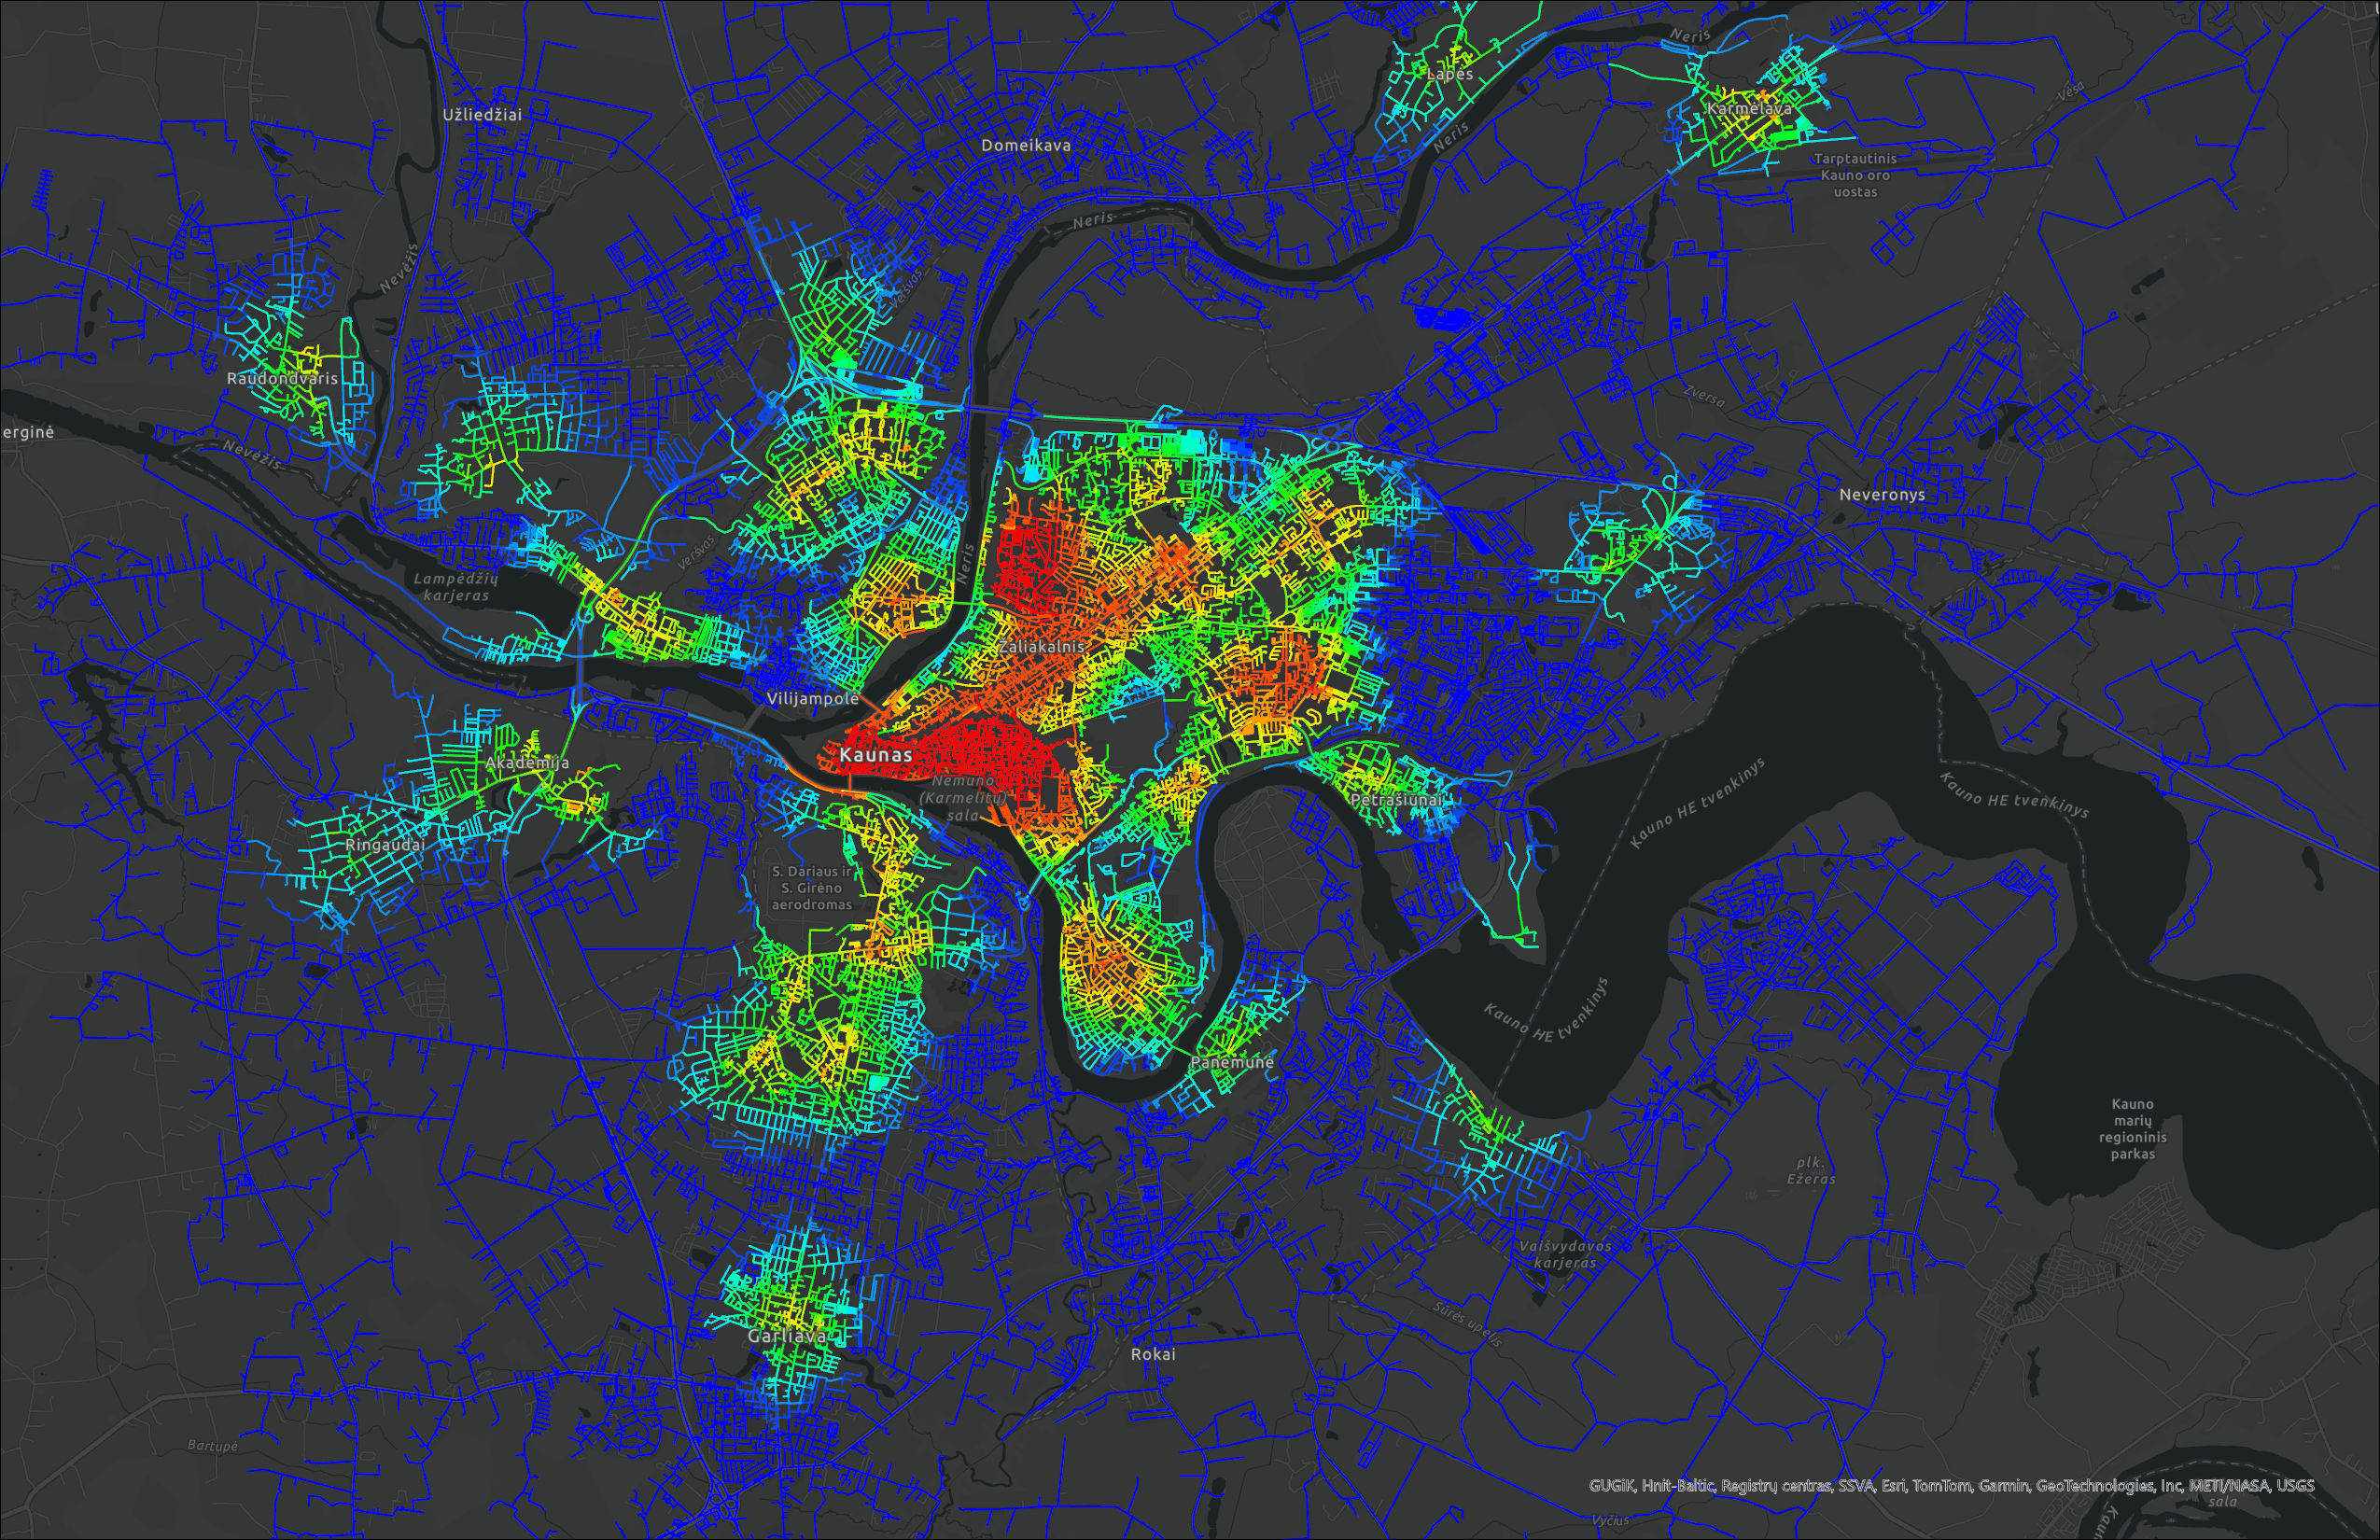 Neris
Lapės
Karmėlava
Vėsa
Užliedžiai
Neris
Domeikava
Tarptautinis
Kauno oro
uostas
Neris
Nevėžis
Veršvas
Raudondvaris
Zversa
erginė
Nevėžis
Neveronys
Neris
Veršvas
Lampėdžių
karjeras
Žaliakalnis
Vilijampolė
Kaunas
Akademija
Nemuno
(Karmelitų)
sala
Petrašiūnai
Kauno HE tvenkinys
Kauno HE tvenkinys
Ringaudai
S. Dariaus ir
S. Girėno
aerodromas
Kauno HE tvenkinys
Panemunė
Kauno
marių
regioninis
parkas
plk.
Ežeras
Vaišvydavos
karjeras
Sūrės upelis
Garliava
Rokai
Bartupė
GUGiK, Hnit-Baltic, Registrų centras, SSVA, Esri, TomTom, Garmin, GeoTechnologies, Inc, METI/NASA, USGS
sala
Vyčius
Kaun